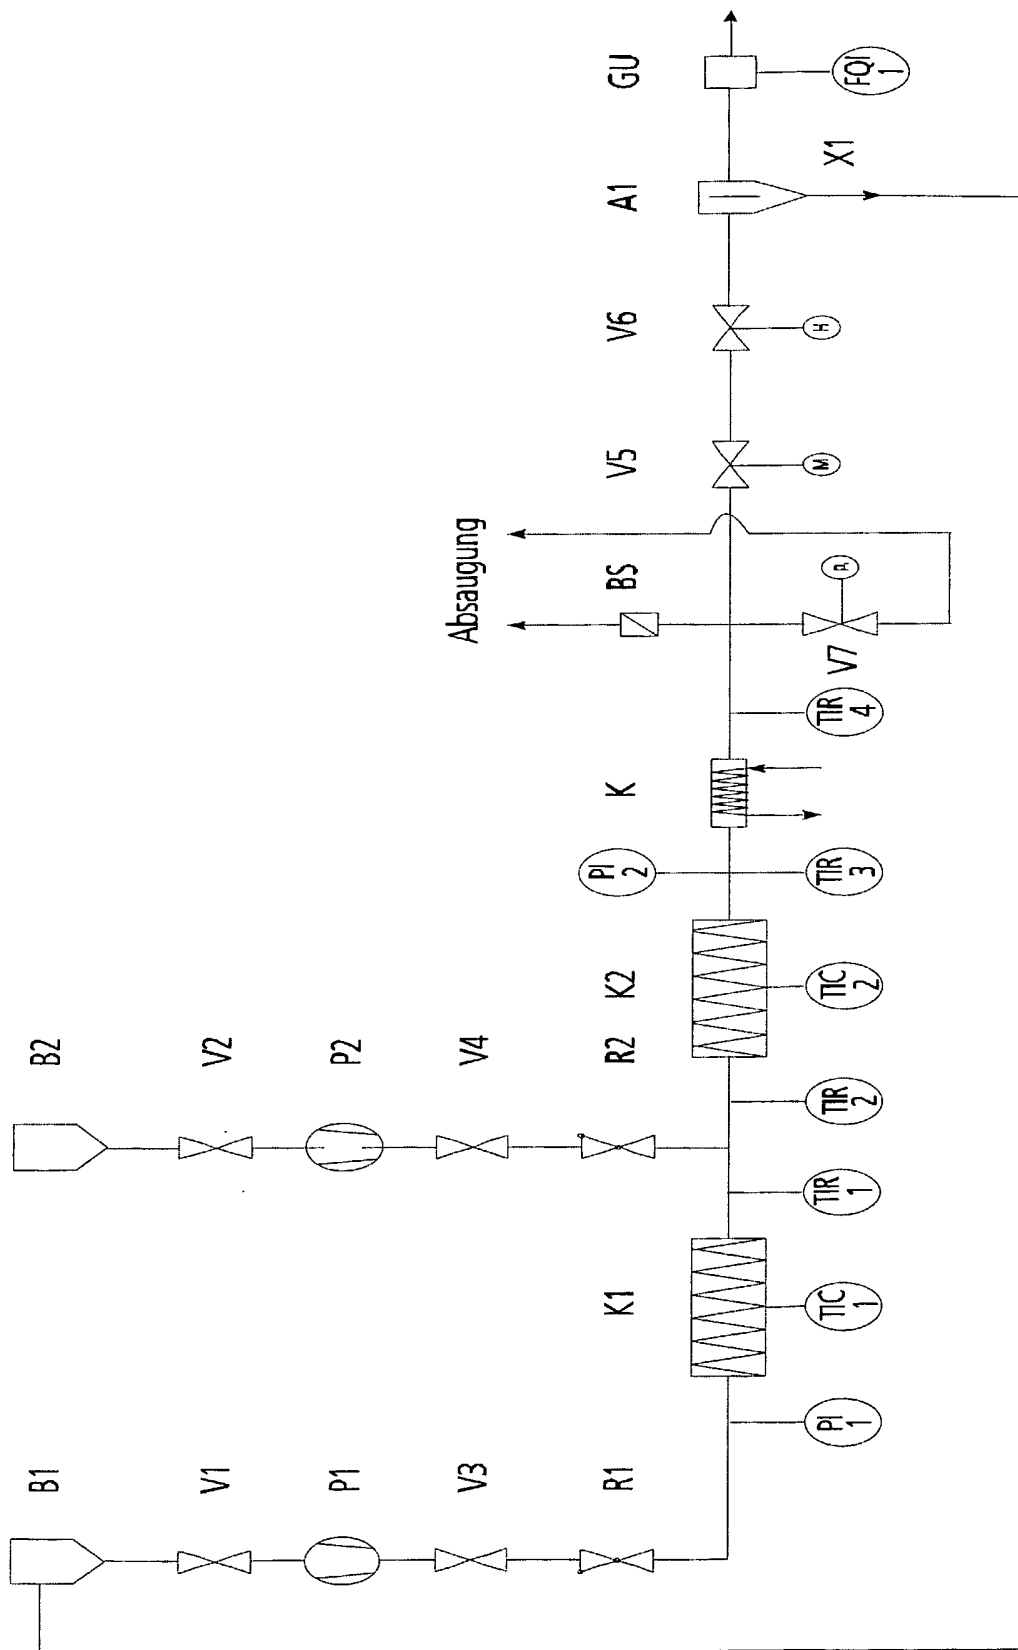 B1
B2
V1
V2
P1
P2
V3
V4
Absaugung
R1
K1
R2
K2
PI
2
K
BS
V5
V6
A1
GU
PI
1
TIC
1
TIR
1
TIR
2
TIC
2
TIR
3
TIR
4
V7
M
H
X1
FQI
1